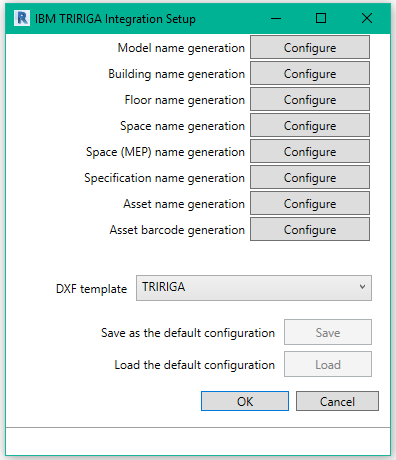 R IBM TRIRIGA Integration Setup
Model name generation Configure
Building name generation Configure
Floor name generation Configure
Space name generation Configure
Space (MEP) name generation Configure
Specification name generation Configure
Asset name generation Configure
Asset barcode generation Configure
DXF template TRIRIGA
Save as the default configuration Save
Load the default configuration Load
OK Cancel